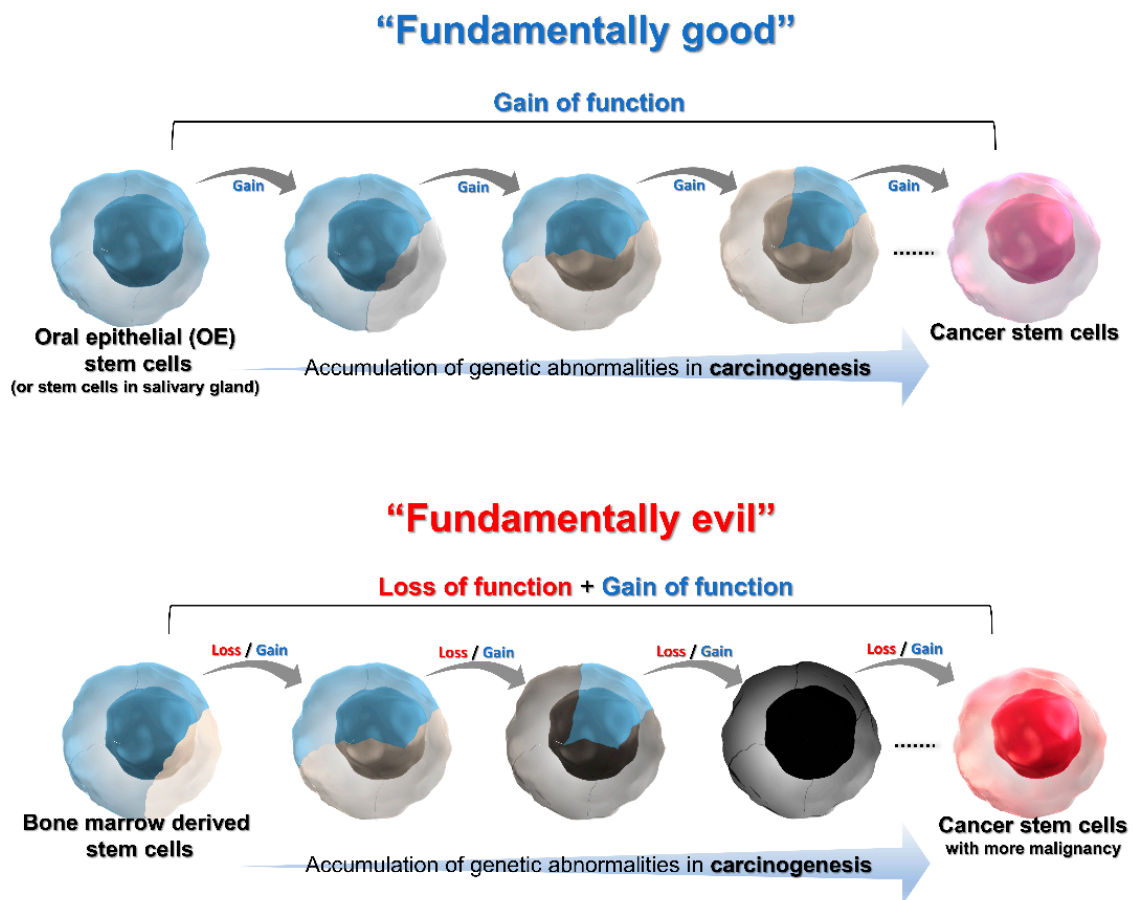 “Fundamentally good”
Gain of function
Gain
Gain
Gain
Gain
.......
Oral epithelial (OE)
stem cells
(or stem cells in salivary gland)
Cancer stem cells
Accumulation of genetic abnormalities in carcinogenesis
“Fundamentally evil”
Loss of function + Gain of function
Loss / Gain
Loss / Gain
Loss / Gain
Loss / Gain
.......
Bone marrow derived
stem cells
Cancer stem cells
with more malignancy
Accumulation of genetic abnormalities in carcinogenesis